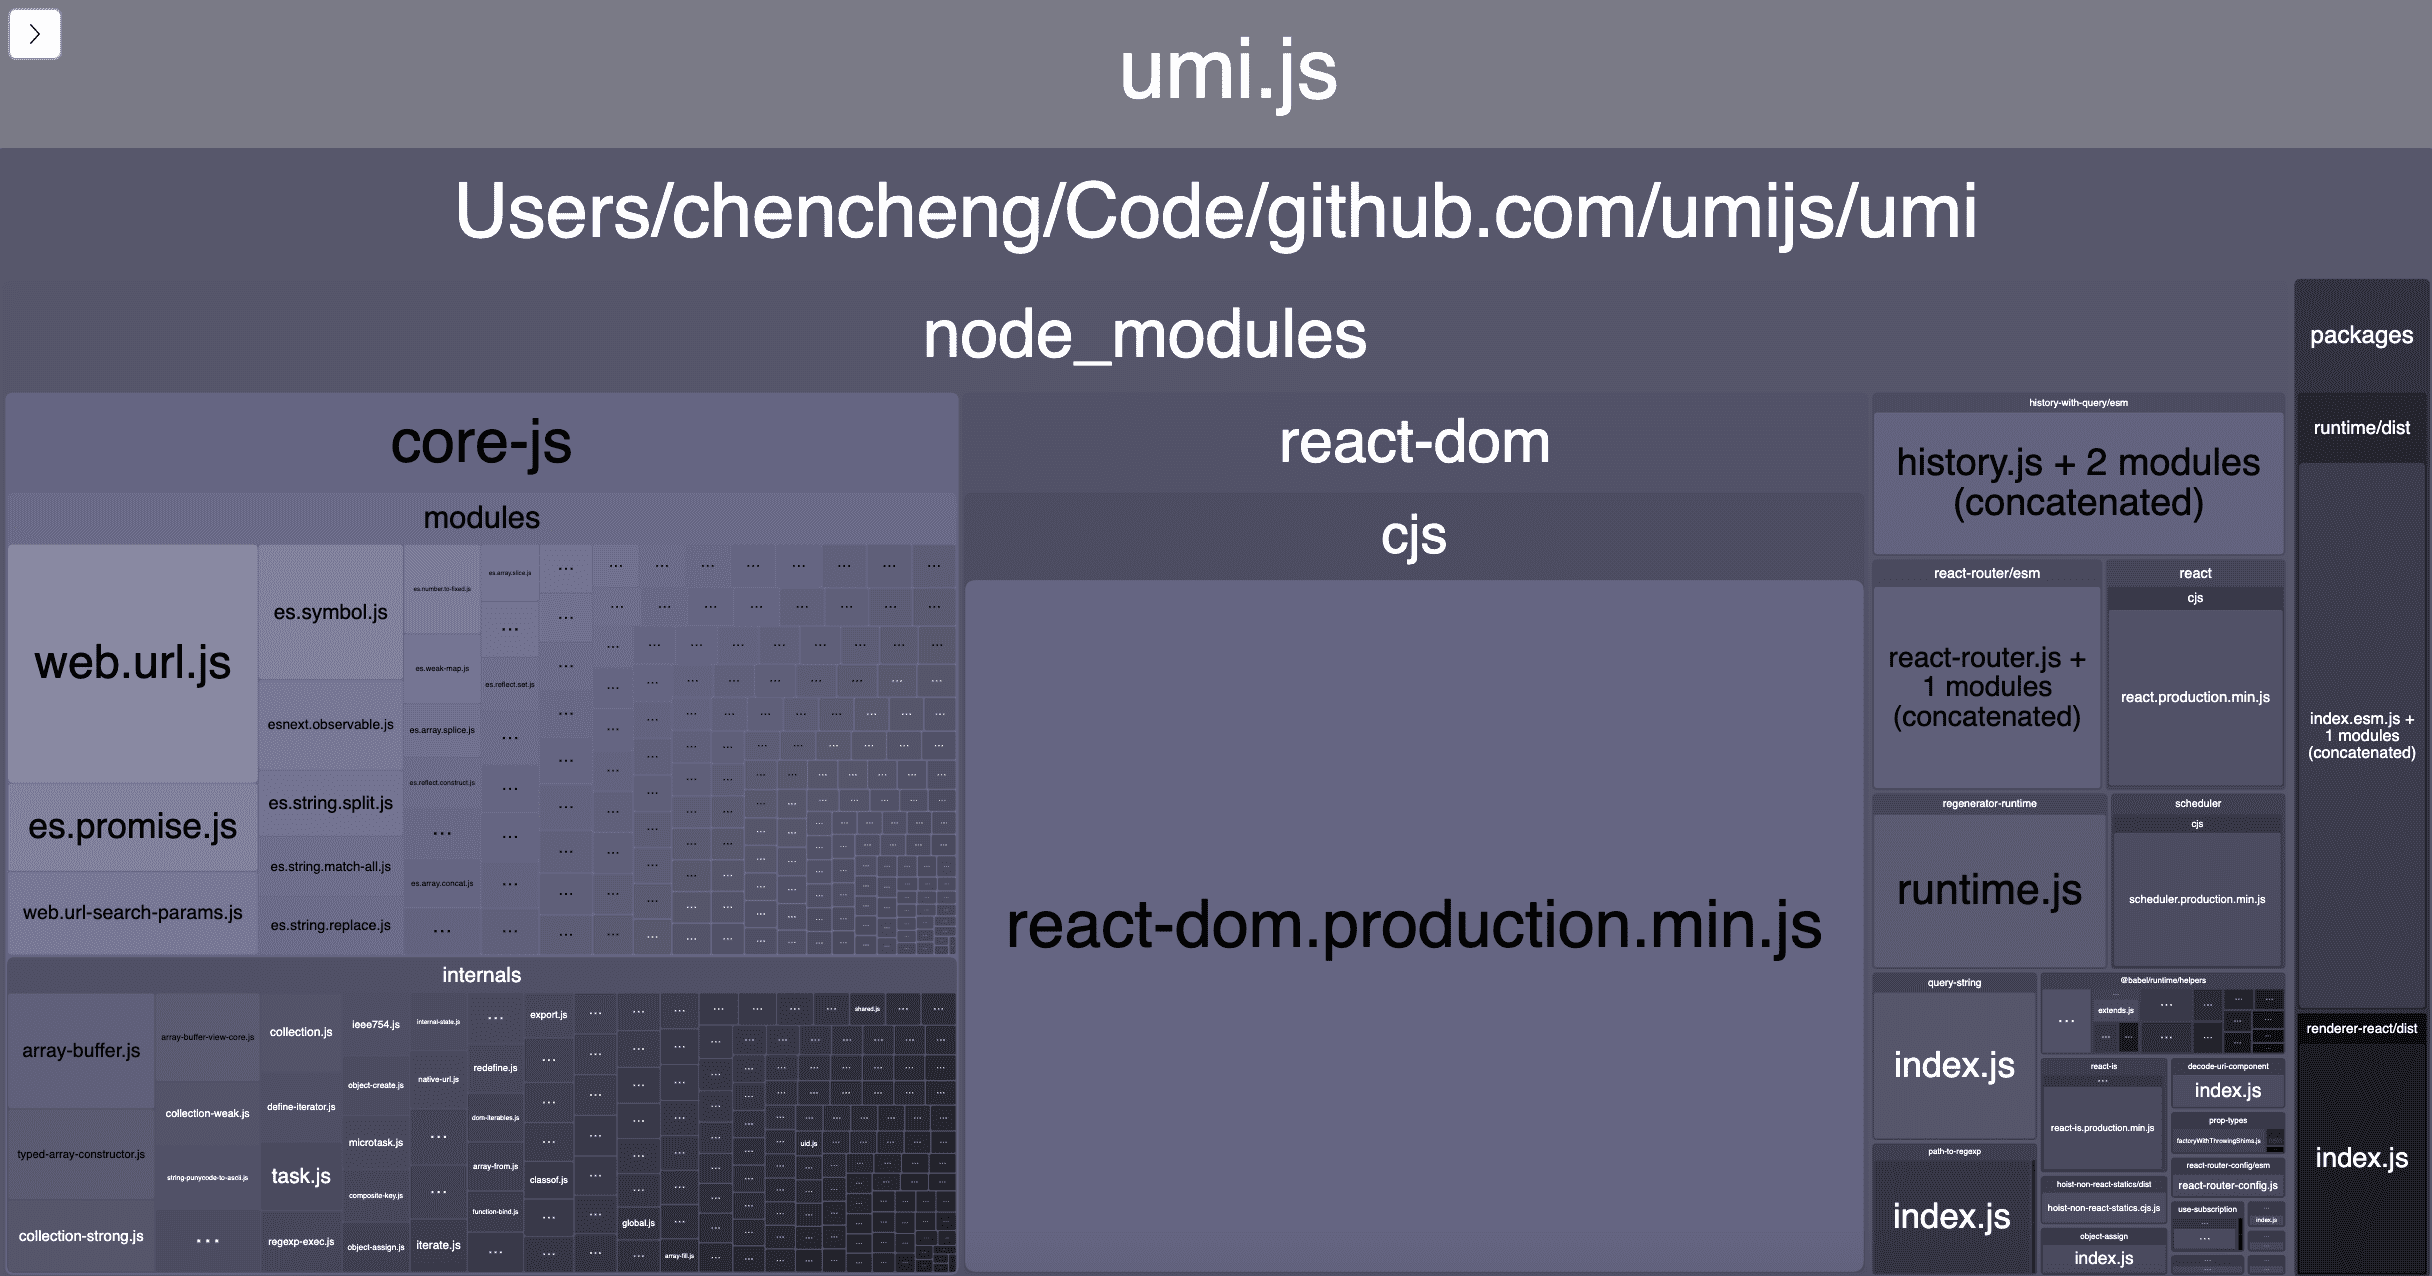 umi.js
Users/chencheng/Code/github.com/umijs/umi
node_modules
core-js
modules
web.url.js
es.promise.js
web.url-search-params.js
es.symbol.js
esnext.observable.js
es.string.split.js
es.string.match-all.js
es.string.replace.js
es.number.to-fixed.js
es.weak-map.js
es.array.splice.js
es.reflect.construct.js
...
es.array.concat.js
...
es.array.slice.js
...
es.reflect.set.js
...
internals
array-buffer.js
typed-array-constructor.js
collection-strong.js
array-buffer-view-core.js
collection-weak.js
string-punycode-to-ascii.js
...
collection.js
define-iterator.js
task.js
regexp-exec.js
ieee754.js
object-create.js
microtask.js
composite-key.js
object-assign.js
internal-state.js
native-url.js
...
...
iterate.js
...
redefine.js
dom-iterables.js
array-from.js
function-bind.js
...
export.js
...
classof.js
...
global.js
array-fill.js
uid.js
shared.js
react-dom
cjs
react-dom.production.min.js
history-with-query/esm
history.js + 2 modules
(concatenated)
react-router/esm
react-router.js +
1 modules
(concatenated)
react
cjs
react.production.min.js
regenerator-runtime
runtime.js
scheduler
cjs
scheduler.production.min.js
query-string
index.js
path-to-regexp
index.js
@babel/runtime/helpers
...
extends.js
react-is
...
react-is.production.min.js
hoist-non-react-statics/dist
hoist-non-react-statics.cjs.js
object-assign
index.js
decode-uri-component
index.js
prop-types
factoryWithThrowingShims.js
react-router-config/esm
react-router-config.js
use-subscription
...
index.js
packages
runtime/dist
index.esm.js +
1 modules
(concatenated)
renderer-react/dist
index.js